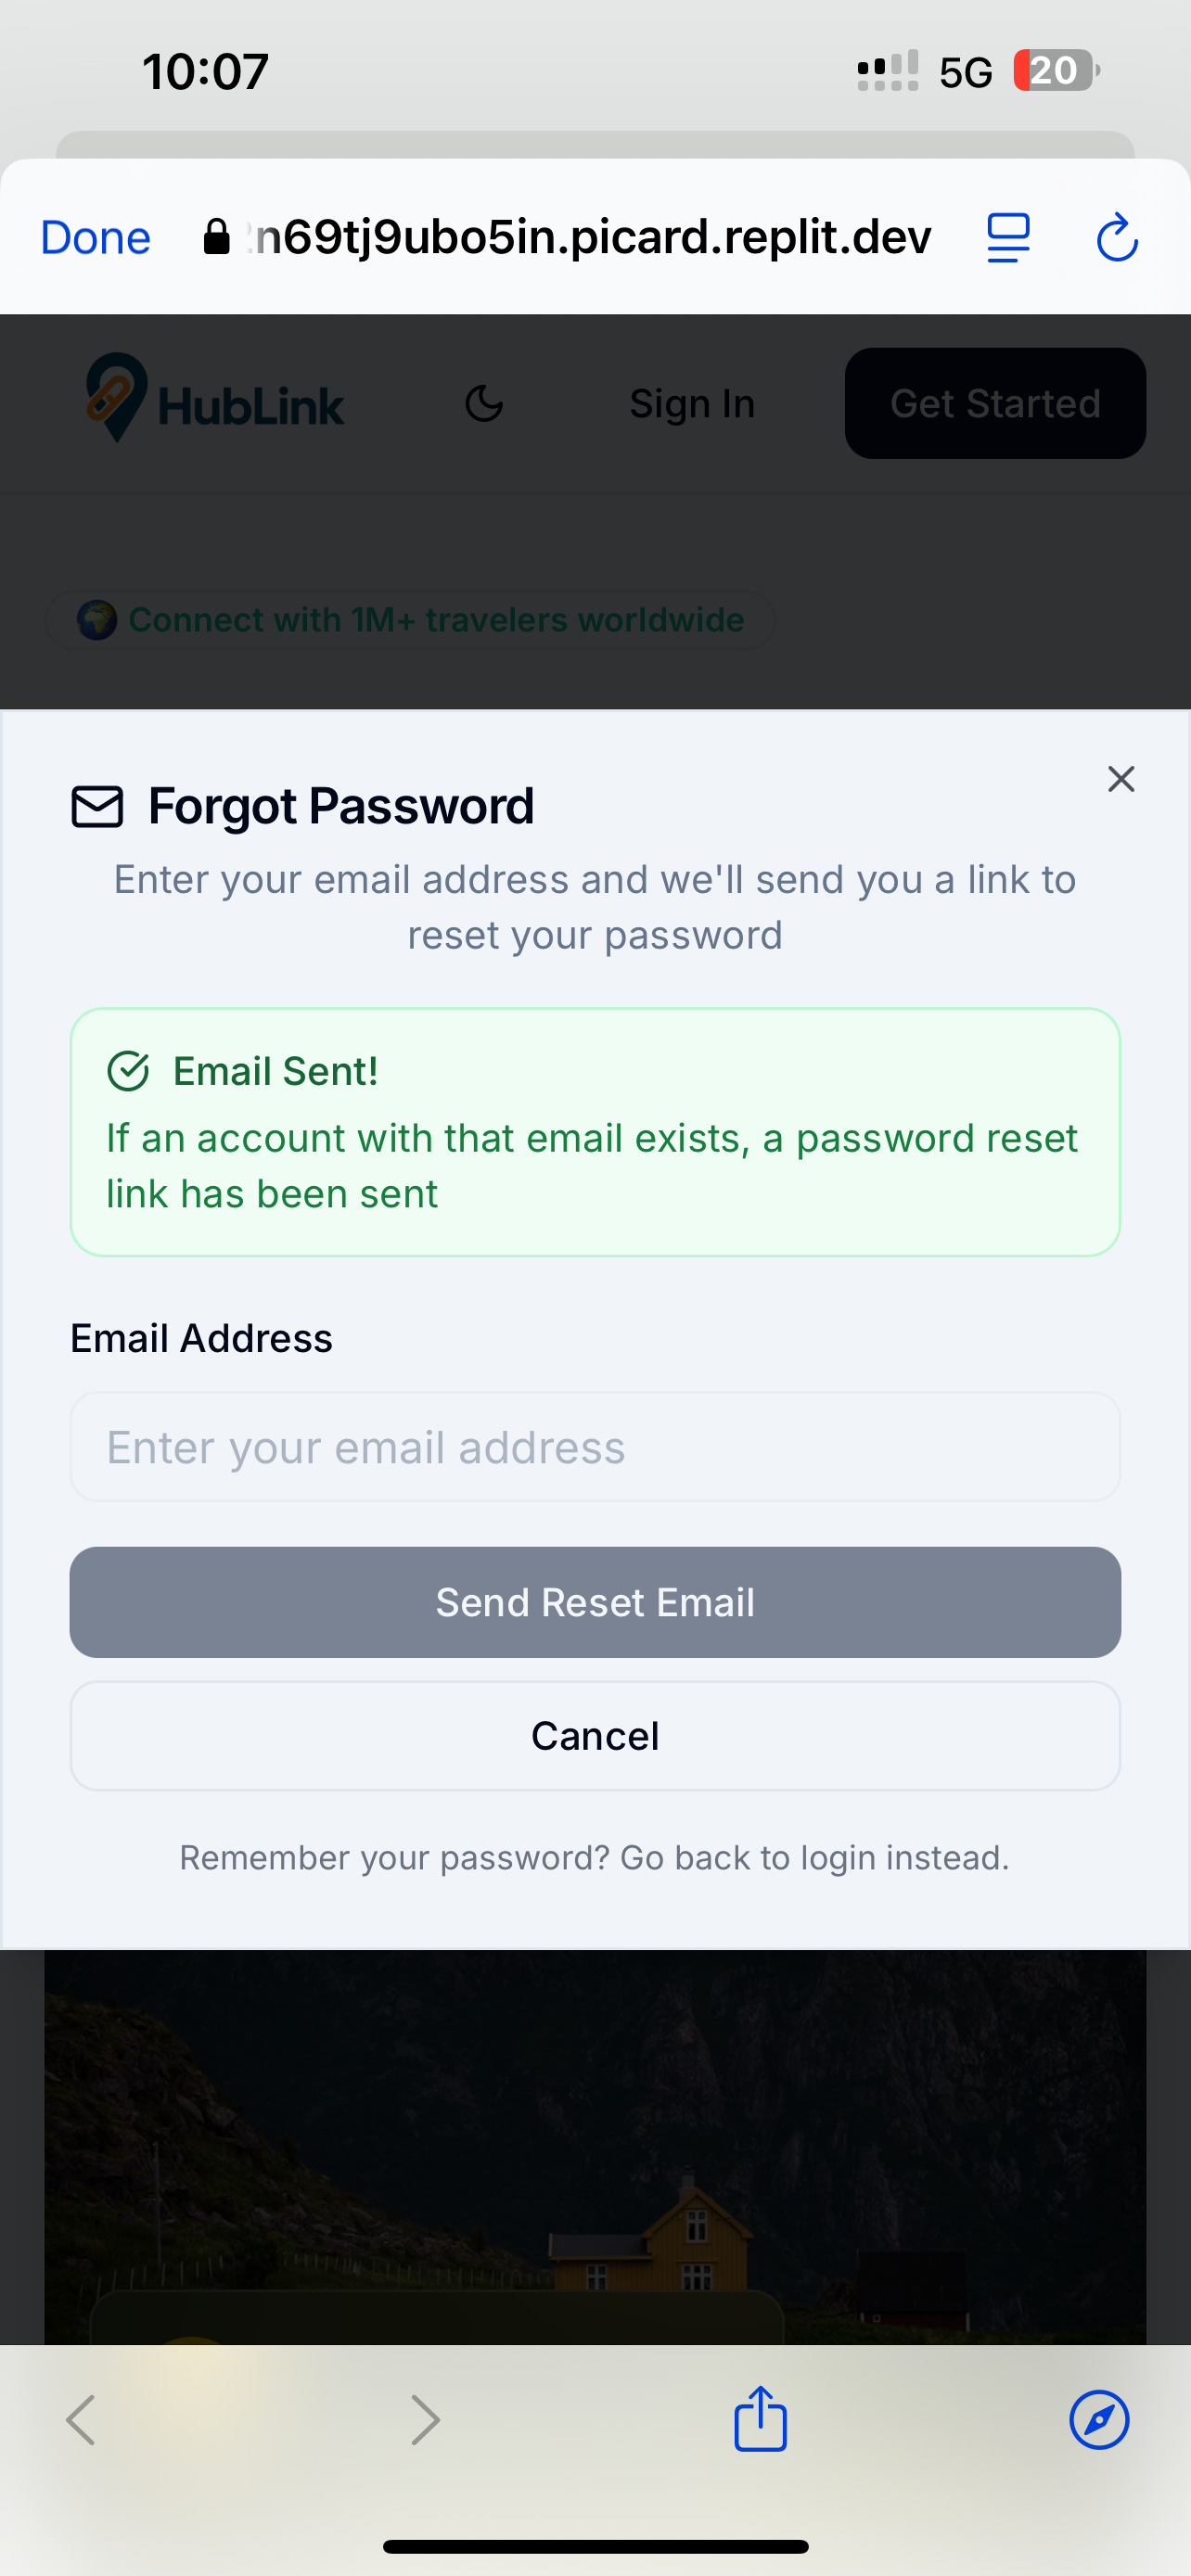 10:07
5G
20
Done
n69tj9ubo5in.picard.replit.dev
HubLink
Sign In
Get Started
Connect with 1M+ travelers worldwide
Forgot Password
Enter your email address and we'll send you a link to
reset your password
Email Sent!
If an account with that email exists, a password reset
link has been sent
Email Address
Enter your email address
Send Reset Email
Cancel
Remember your password? Go back to login instead.